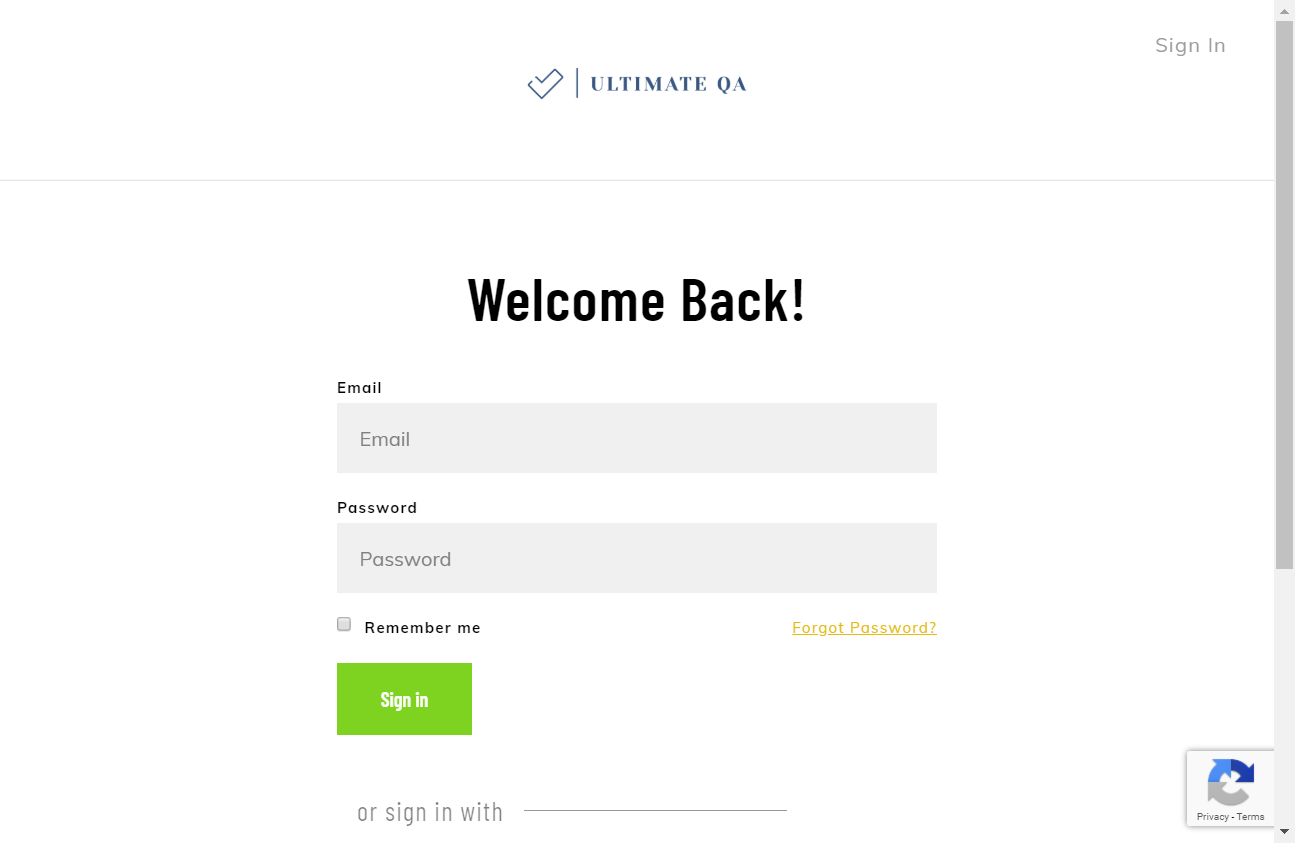 Sign In
ULTIMATE QA
Welcome Back!
Email
Email
Password
Password
Remember me
Forgot Password?
Sign in
or sign in with
Privacy - Terms